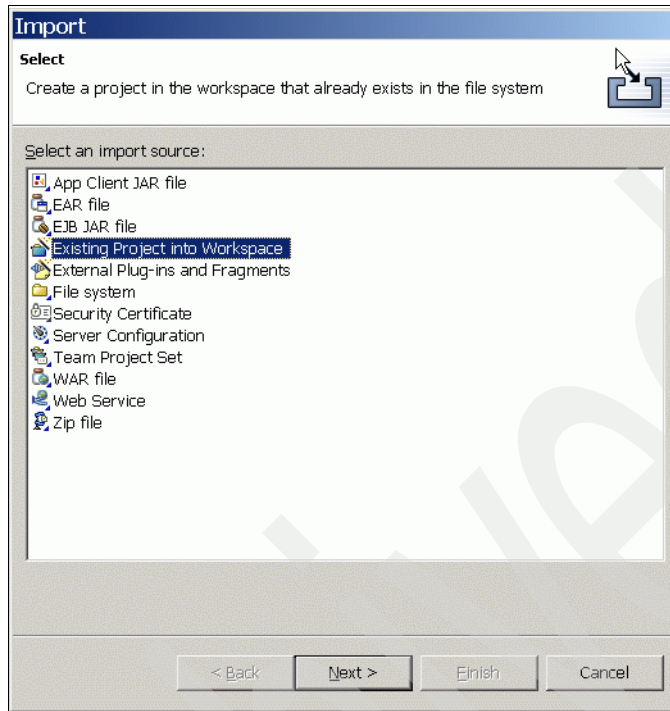 Import
Select
Create a project in the workspace that already exists in the file system
Select an import source:
App Client JAR file
EAR file
EJB JAR file
Existing Project into Workspace
External Plug-ins and Fragments
File system
Security Certificate
Server Configuration
Team Project Set
WAR file
Web Service
Zip file
< Back Next > Finish Cancel